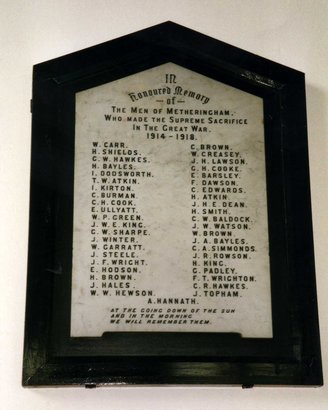 In
Honoured Memory
— of —
THE MEN OF METHERINGHAM,
WHO MADE THE SUPREME SACRIFICE
IN THE GREAT WAR.
1914 - 1918.
W. CARR.
H. SHIELDS.
G. W. HAWKES.
H. BAYLES.
I. DODSWORTH.
T. W. ATKIN.
I. KIRTON.
C. BURMAN.
C. H. COOK.
E. ULLYATT.
W. P. GREEN.
J. W. E. KING.
C. W. SHARPE.
J. WINTER.
W. GARRATT.
J. STEELE.
J. F. WRIGHT.
E. HODSON.
H. BROWN.
J. HALES.
W. W. HEWSON.
C. BROWN.
W. CREASEY.
J. H. LAWSON.
G. H. COOKE.
E. BARSLEY.
F. DAWSON.
C. EDWARDS.
H. ATKIN.
J. H. E. DEAN.
H. SMITH.
C. W. BALDOCK.
J. W. WATSON.
W. BROWN.
J. A. BAYLES.
C. A. SIMMONDS.
J. R. ROWSON.
H. KING.
G. PADLEY.
F. T. WRIGHTON.
C. R. HAWKES.
J. TOPHAM.
A. HANNATH.
AT THE GOING DOWN OF THE SUN
AND IN THE MORNING
WE WILL REMEMBER THEM.